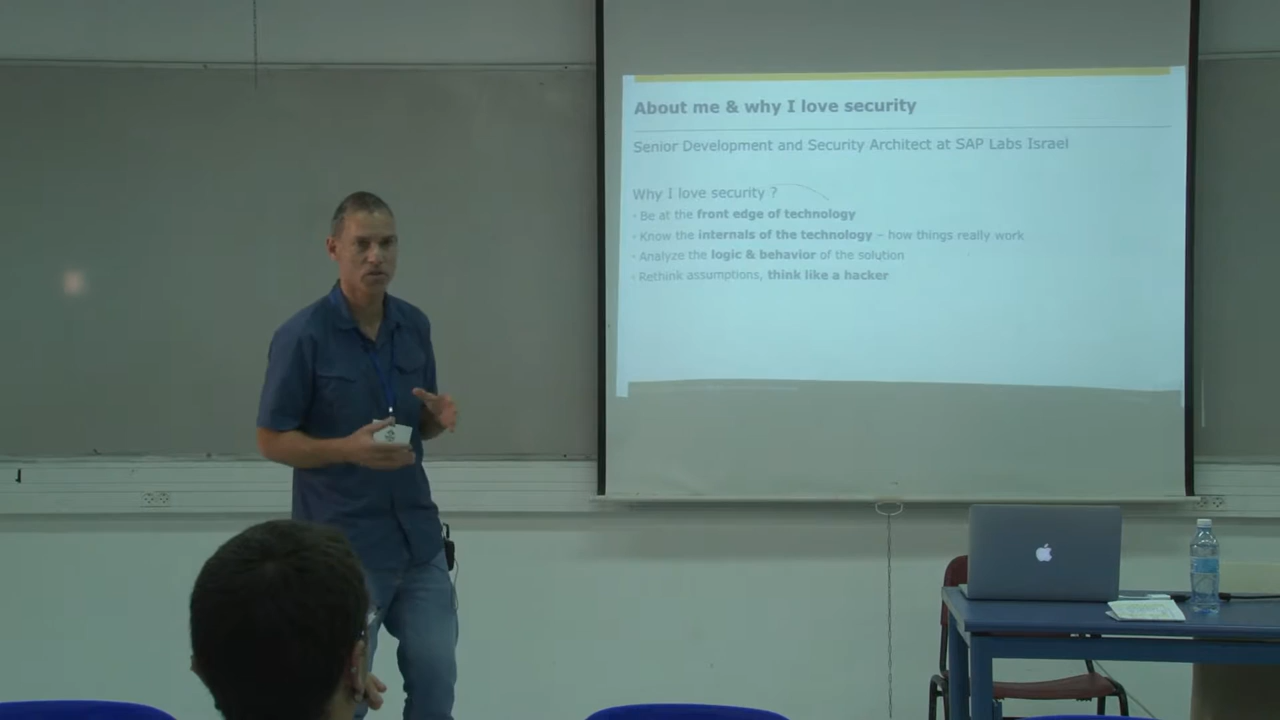 About me & why I love security
Senior Development and Security Architect at SAP Labs Israel
Why I love security ?
• Be at the front edge of technology
• Know the internals of the technology – how things really work
• Analyze the logic & behavior of the solution
• Rethink assumptions, think like a hacker